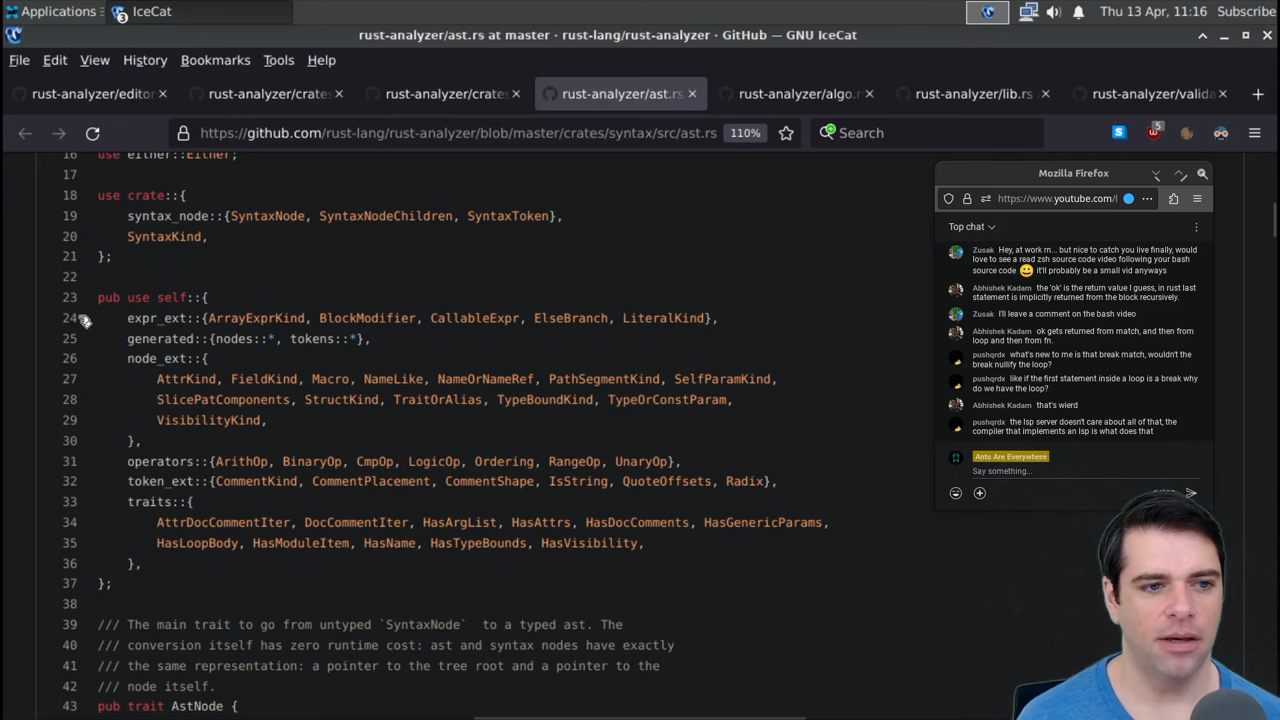 Applications
3 IceCat
Thu 13 Apr, 11:16 Subscribe
rust-analyzer/ast.rs at master · rust-lang/rust-analyzer · GitHub — GNU IceCat
File Edit View History Bookmarks Tools Help
rust-analyzer/editor
rust-analyzer/crate
rust-analyzer/crate
rust-analyzer/ast.rs
rust-analyzer/algo.r
rust-analyzer/lib.rs
rust-analyzer/valida
https://github.com/rust-lang/rust-analyzer/blob/master/crates/syntax/src/ast.rs 110% Search
S 5
16 use either::Either;
17
18 use crate::{
19 syntax_node::{SyntaxNode, SyntaxNodeChildren, SyntaxToken},
20 SyntaxKind,
21 };
22
23 pub use self::{
24 expr_ext::{ArrayExprKind, BlockModifier, CallableExpr, ElseBranch, LiteralKind},
25 generated::{nodes::*, tokens::*},
26 node_ext::{
27 AttrKind, FieldKind, Macro, NameLike, NameOrNameRef, PathSegmentKind, SelfParamKind,
28 SlicePatComponents, StructKind, TraitOrAlias, TypeBoundKind, TypeOrConstParam,
29 VisibilityKind,
30 },
31 operators::{ArithOp, BinaryOp, CmpOp, LogicOp, Ordering, RangeOp, UnaryOp},
32 token_ext::{CommentKind, CommentPlacement, CommentShape, IsString, QuoteOffsets, Radix},
33 traits::{
34 AttrDocCommentIter, DocCommentIter, HasArgList, HasAttrs, HasDocComments, HasGenericParams,
35 HasLoopBody, HasModuleItem, HasName, HasTypeBounds, HasVisibility,
36 },
37 };
38
39 /// The main trait to go from untyped `SyntaxNode` to a typed ast. The
40 /// conversion itself has zero runtime cost: ast and syntax nodes have exactly
41 /// the same representation: a pointer to the tree root and a pointer to the
42 /// node itself.
43 pub trait AstNode {
Mozilla Firefox
https://www.youtube.com/l
Top chat
Zusak Hey, at work rn... but nice to catch you live finally, would
love to see a read zsh source code video following your bash
source code 😀 it'll probably be a small vid anyways
Abhishek Kadam the 'ok' is the return value I guess, in rust last
statement is implicitly returned from the block recursively.
Zusak I'll leave a comment on the bash video
Abhishek Kadam ok gets returned from match, and then from
loop and then from fn.
pushqrdx what's new to me is that break match, wouldn't the
break nullify the loop?
pushqrdx like if the first statement inside a loop is a break why
do we have the loop?
Abhishek Kadam that's wierd
pushqrdx the lsp server doesn't care about all of that, the
compiler that implements an lsp is what does that
Ants Are Everywhere
Say something...